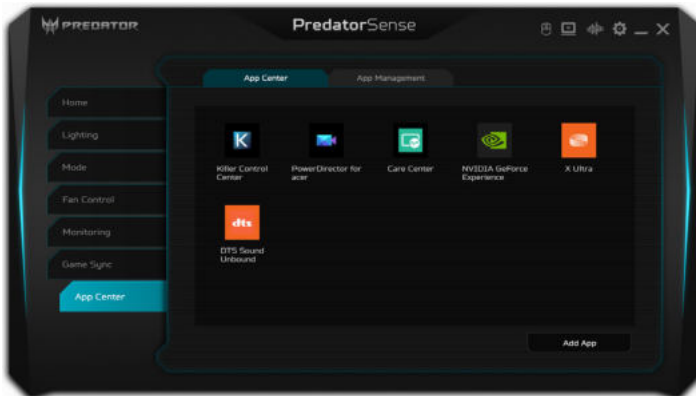 PREDATOR
PredatorSense
App Center
App Management
Home
Lighting
Mode
Fan Control
Monitoring
Game Sync
App Center
K
Killer Control
Center
PowerDirector for
acer
Care Center
NVIDIA GeForce
Experience
X Ultra
dts
DTS Sound
Unbound
Add App